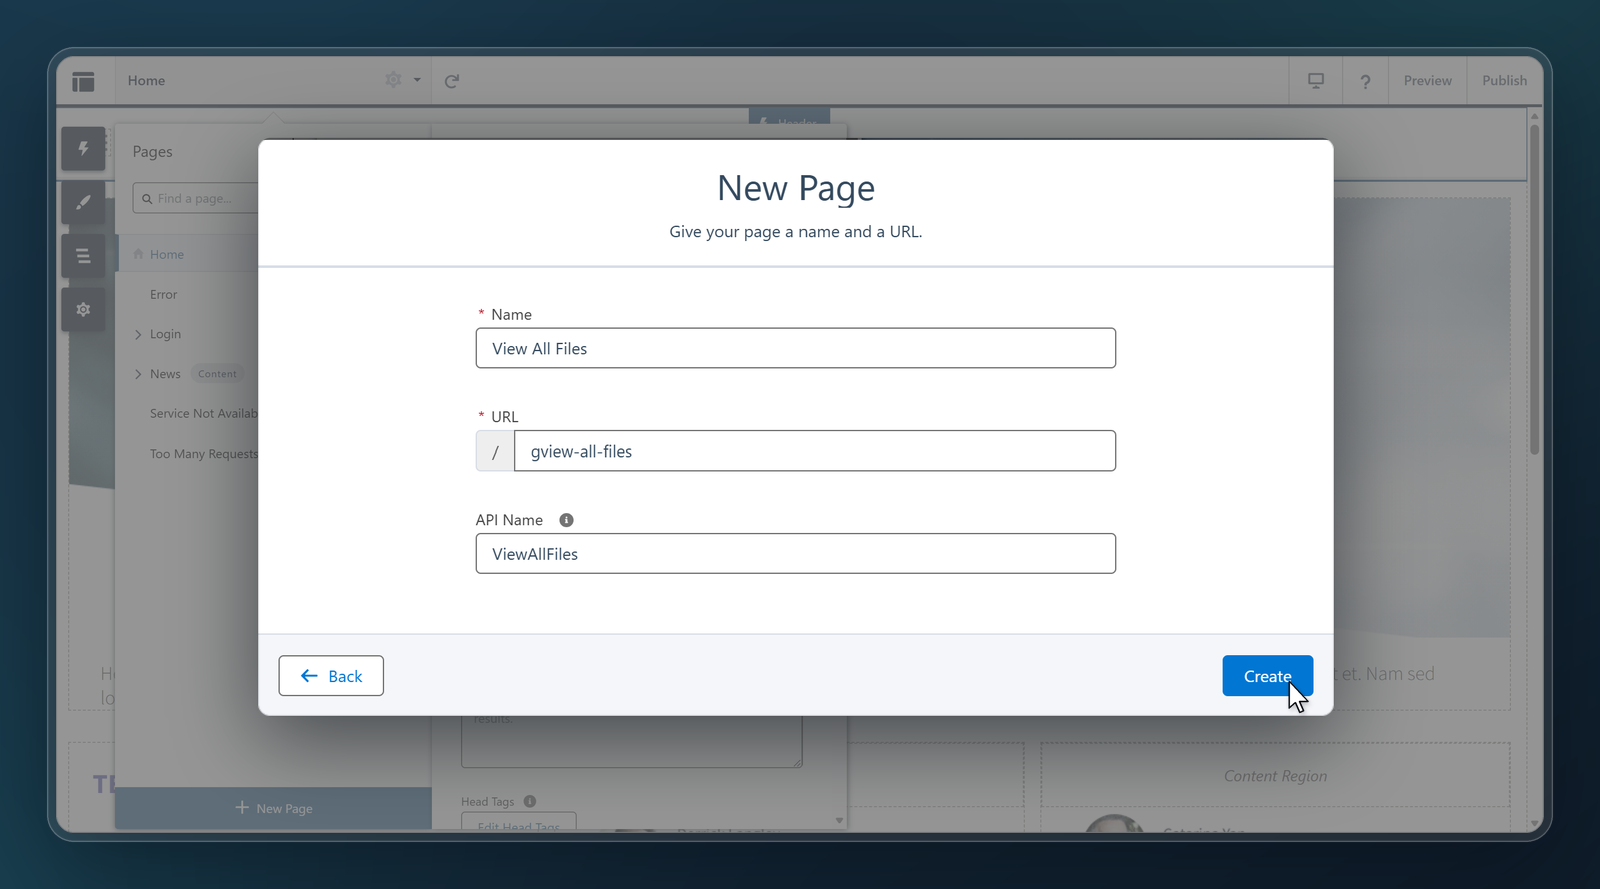 Home
?
Preview
Publish
Header
Pages
Find a page...
Home
Error
Login
News Content
Service Not Availab
Too Many Requests
New Page
Give your page a name and a URL.
* Name
View All Files
* URL
/ gview-all-files
API Name
ViewAllFiles
Back
Create
et. Nam sed
results.
Content Region
Head Tags
Edit Head Tags
+ New Page